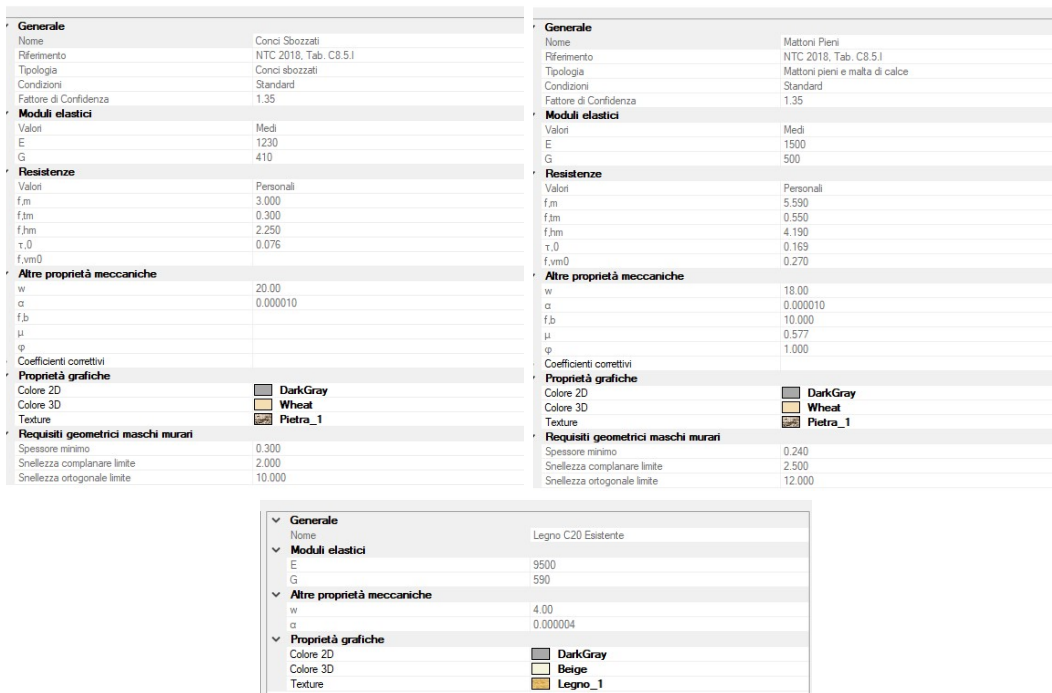 Generale
Nome Conci Sbozzati
Riferimento NTC 2018, Tab. C8.5.I
Tipologia Conci sbozzati
Condizioni Standard
Fattore di Confidenza 1.35
Moduli elastici
Valori Medi
E 1230
G 410
Resistenze
Valori Personali
f,m 3.000
f,tm 0.300
f,hm 2.250
τ,0 0.076
f,vm0
Altre proprietà meccaniche
w 20.00
α 0.000010
f,b
μ
φ
Coefficienti correttivi
Proprietà grafiche
Colore 2D DarkGray
Colore 3D Wheat
Texture Pietra_1
Requisiti geometrici maschi murari
Spessore minimo 0.300
Snellezza complanare limite 2.000
Snellezza ortogonale limite 10.000
Generale
Nome Mattoni Pieni
Riferimento NTC 2018, Tab. C8.5.I
Tipologia Mattoni pieni e malta di calce
Condizioni Standard
Fattore di Confidenza 1.35
Moduli elastici
Valori Medi
E 1500
G 500
Resistenze
Valori Personali
f,m 5.590
f,tm 0.550
f,hm 4.190
τ,0 0.169
f,vm0 0.270
Altre proprietà meccaniche
w 18.00
α 0.000010
f,b 10.000
μ 0.577
φ 1.000
Coefficienti correttivi
Proprietà grafiche
Colore 2D DarkGray
Colore 3D Wheat
Texture Pietra_1
Requisiti geometrici maschi murari
Spessore minimo 0.240
Snellezza complanare limite 2.500
Snellezza ortogonale limite 12.000
Generale
Nome Legno C20 Esistente
Moduli elastici
E 9500
G 590
Altre proprietà meccaniche
w 4.00
α 0.000004
Proprietà grafiche
Colore 2D DarkGray
Colore 3D Beige
Texture Legno_1